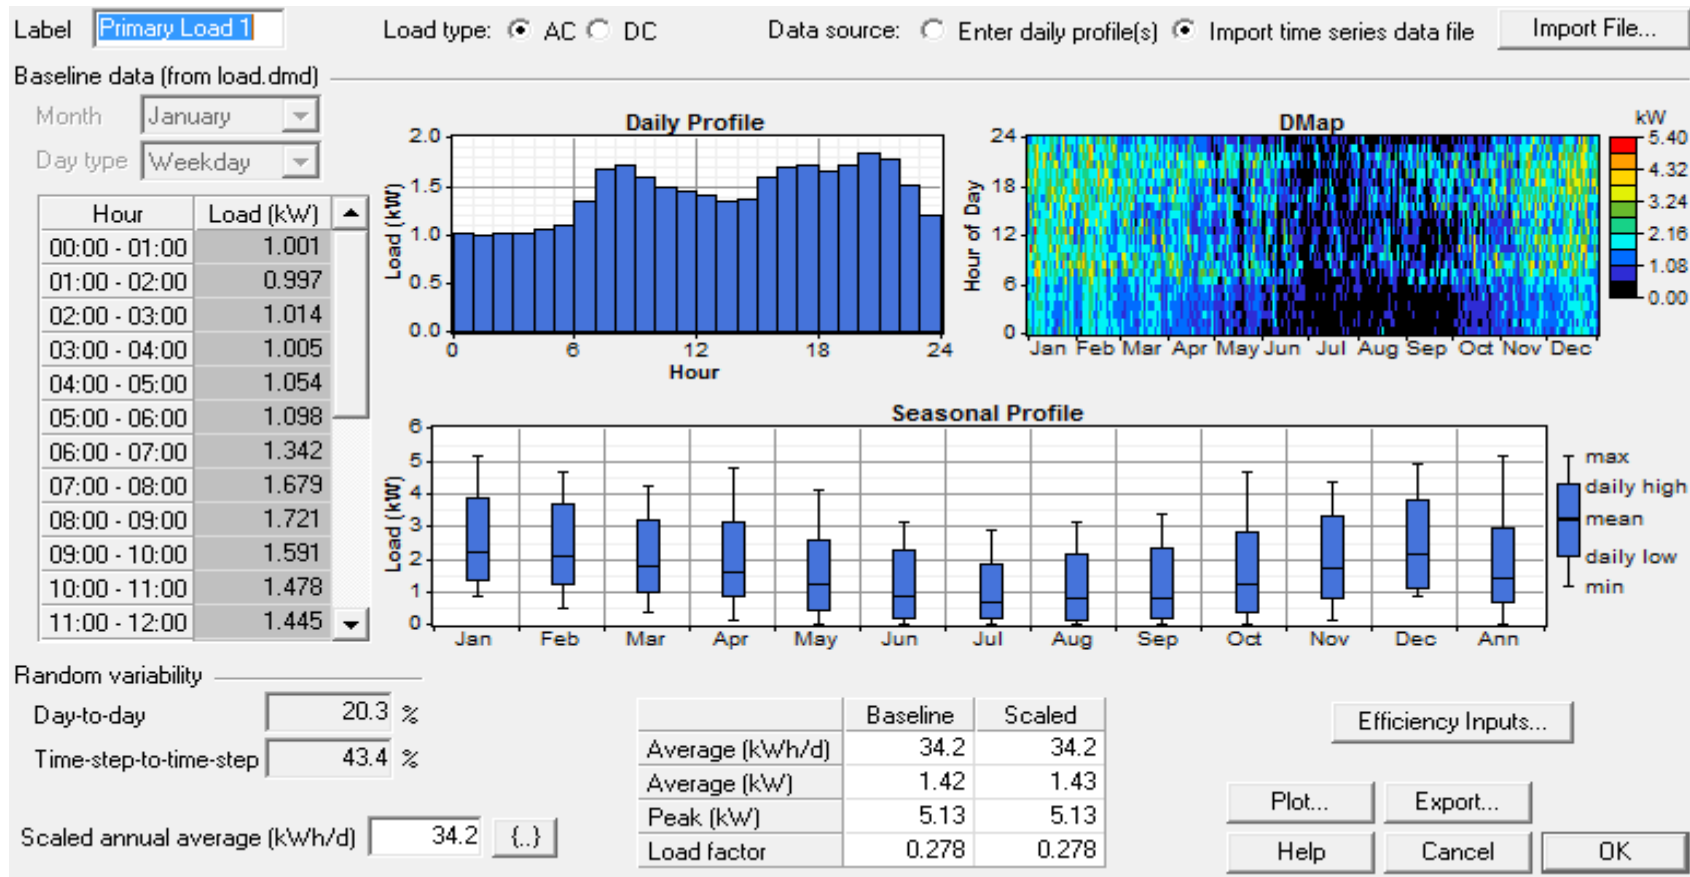 Label Primary Load 1 Load type: AC DC Data source: Enter daily profile(s) Import time series data file Import File...
Baseline data (from load.dmd)
Month January
Day type Weekday
Hour Load (kW)
00:00 - 01:00 1.001
01:00 - 02:00 0.997
02:00 - 03:00 1.014
03:00 - 04:00 1.005
04:00 - 05:00 1.054
05:00 - 06:00 1.098
06:00 - 07:00 1.342
07:00 - 08:00 1.679
08:00 - 09:00 1.721
09:00 - 10:00 1.591
10:00 - 11:00 1.478
11:00 - 12:00 1.445
Daily Profile
Load (kW)
2.0
1.5
1.0
0.5
0.0
0 6 12 18 24
Hour
DMap
Hour of Day
24
18
12
6
0
Jan Feb Mar Apr May Jun Jul Aug Sep Oct Nov Dec
kW
5.40
4.32
3.24
2.16
1.08
0.00
Seasonal Profile
Load (kW)
6
5
4
3
2
1
0
Jan Feb Mar Apr May Jun Jul Aug Sep Oct Nov Dec Ann
max
daily high
mean
daily low
min
Random variability
Day-to-day 20.3 %
Time-step-to-time-step 43.4 %
Scaled annual average (kWh/d) 34.2 {..}
Baseline Scaled
Average (kWh/d) 34.2 34.2
Average (kW) 1.42 1.43
Peak (kW) 5.13 5.13
Load factor 0.278 0.278
Efficiency Inputs...
Plot... Export...
Help Cancel OK